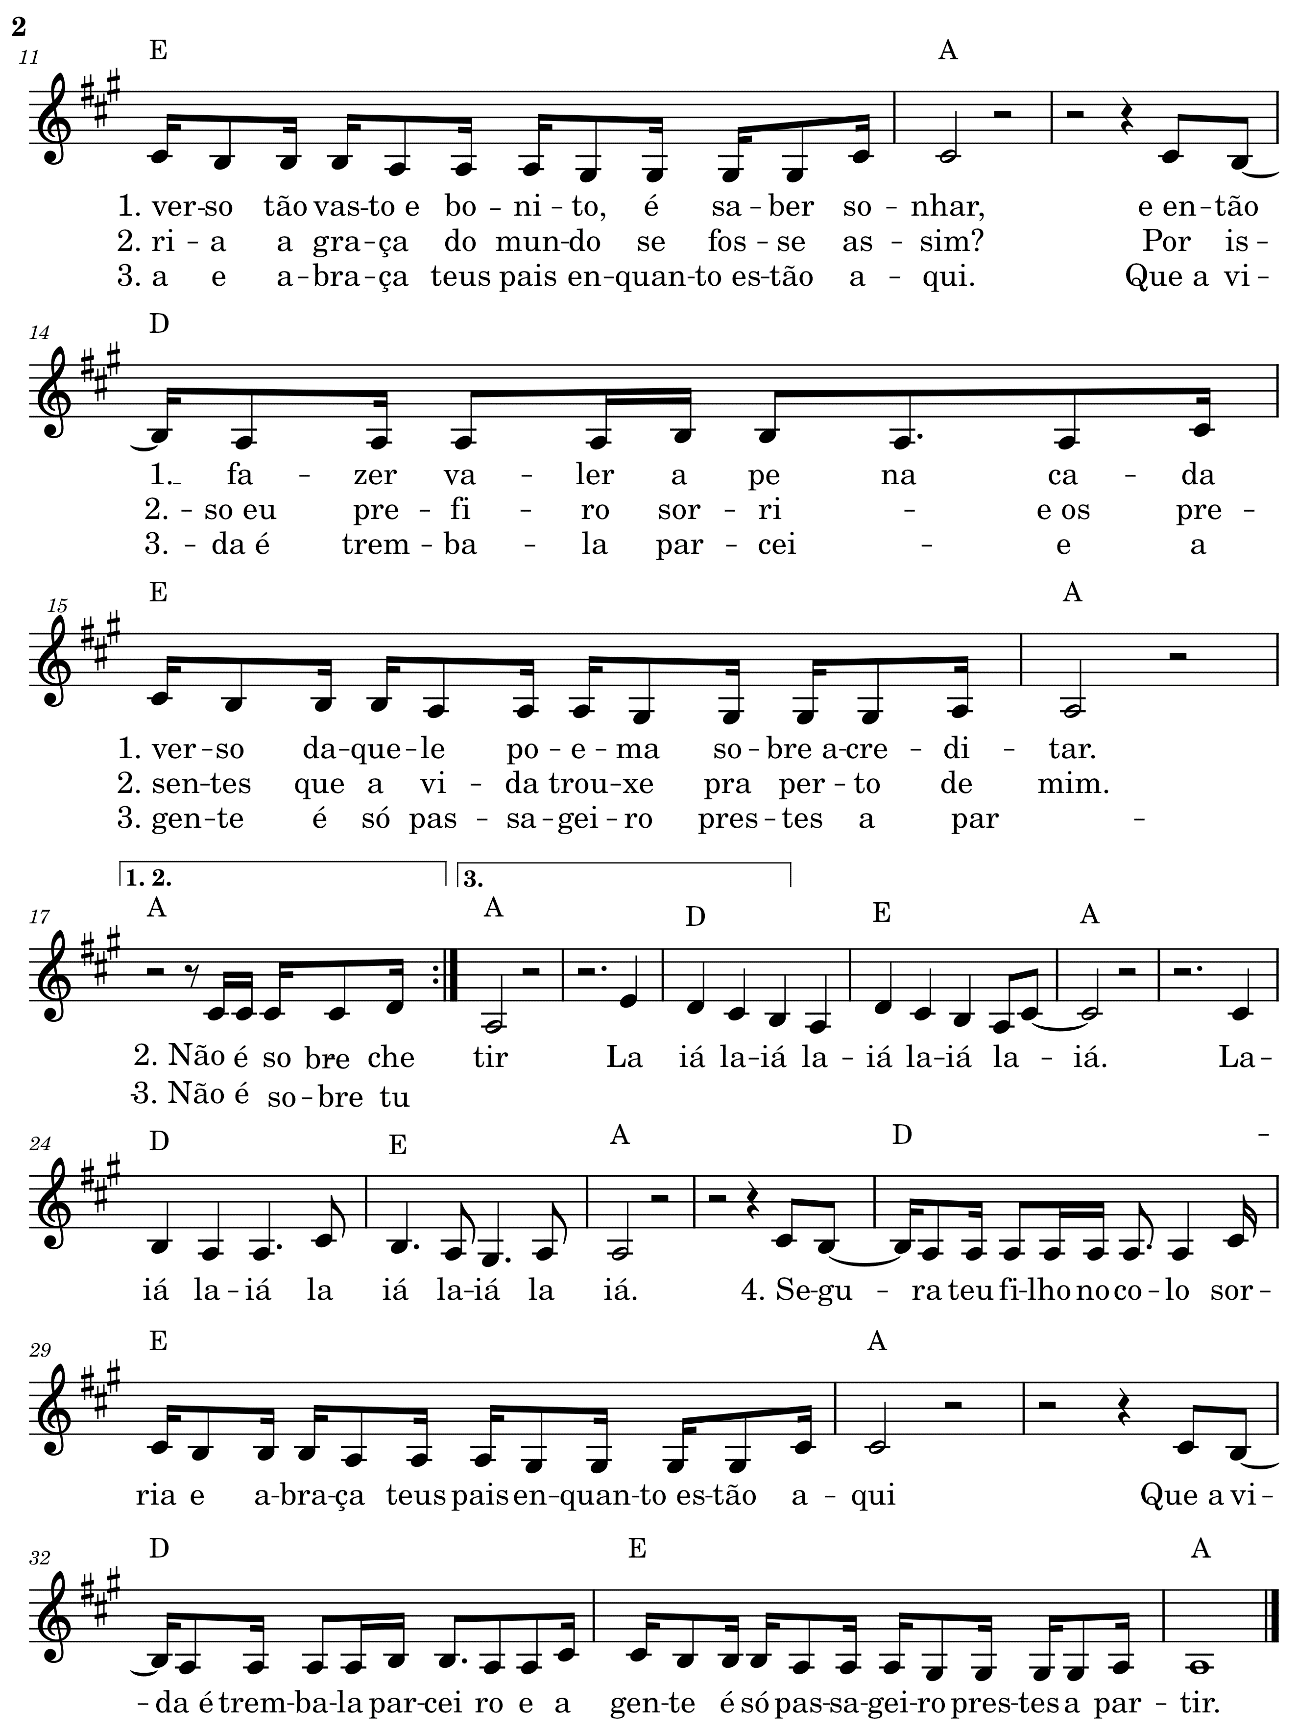 2
11 E A
1. ver-so tão vas-to e bo-ni-to, é sa-ber so-nhar, e en-tão
2. ri-a a gra-ça do mun-do se fos-se as-sim? Por is-
3. a e a-bra-ça teus pais en-quan-to es-tão a-qui. Que a vi-
14 D
1. _ fa-zer va-ler a pe na ca-da
2. -so eu pre-fi-ro sor-ri - e os pre-
3. -da é trem-ba-la par-cei - e a
15 E A
1. ver-so da-que-le po-e-ma so-bre a-cre-di-tar.
2. sen-tes que a vi-da trou-xe pra per-to de mim.
3. gen-te é só pas-sa-gei-ro pres-tes a par-
1. 2. 3.
17 A A D E A
2. Não é so bre che tir La iá la-iá la-iá la-iá la-iá. La-
-3. Não é so-bre tu
24 D E A D -
iá la-iá la iá la-iá la iá. 4. Se-gu-ra teu fi-lho no co-lo sor-
29 E A
ria e a-bra-ça teus pais en-quan-to es-tão a-qui Que a vi-
32 D E A
-da é trem-ba-la par-cei ro e a gen-te é só pas-sa-gei-ro pres-tes a par-tir.